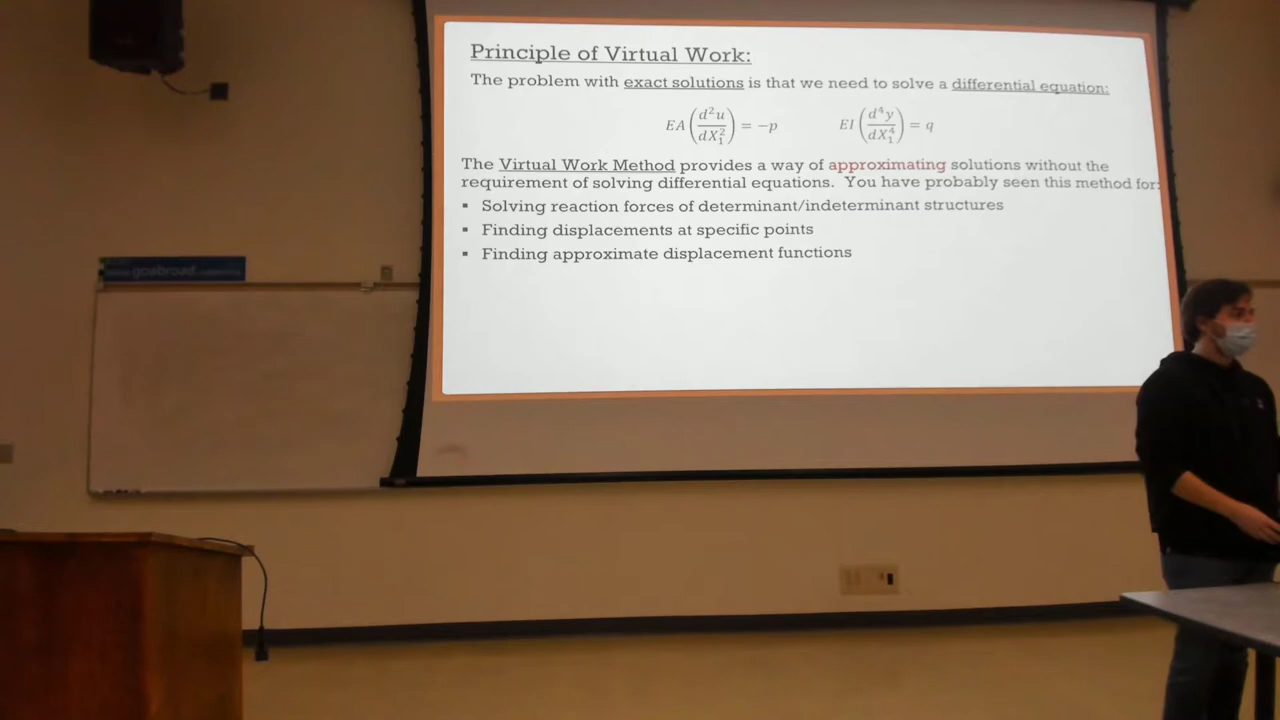 Principle of Virtual Work:
The problem with exact solutions is that we need to solve a differential equation:
EA(d²u/dX₁²) = −p    EI(d⁴y/dX₁⁴) = q
The Virtual Work Method provides a way of approximating solutions without the
requirement of solving differential equations. You have probably seen this method for:
▪ Solving reaction forces of determinant/indeterminant structures
▪ Finding displacements at specific points
▪ Finding approximate displacement functions
goabroad